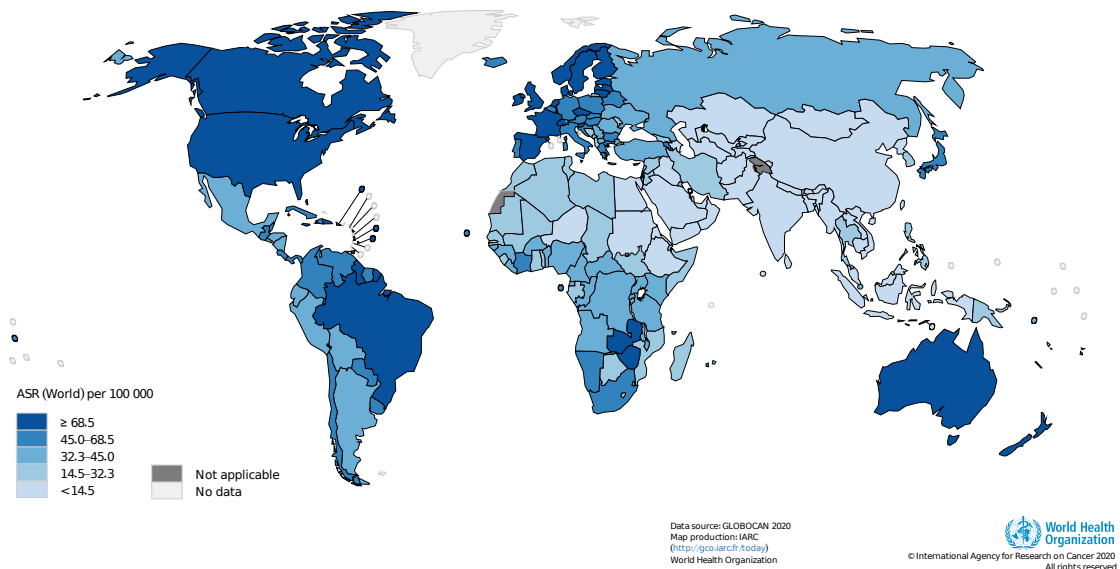 ASR (World) per 100 000
≥ 68.5
45.0–68.5
32.3–45.0
14.5–32.3
<14.5
Not applicable
No data
Data source: GLOBOCAN 2020
Map production: IARC
(http://gco.iarc.fr/today)
World Health Organization
World Health
Organization
© International Agency for Research on Cancer 2020
All rights reserved